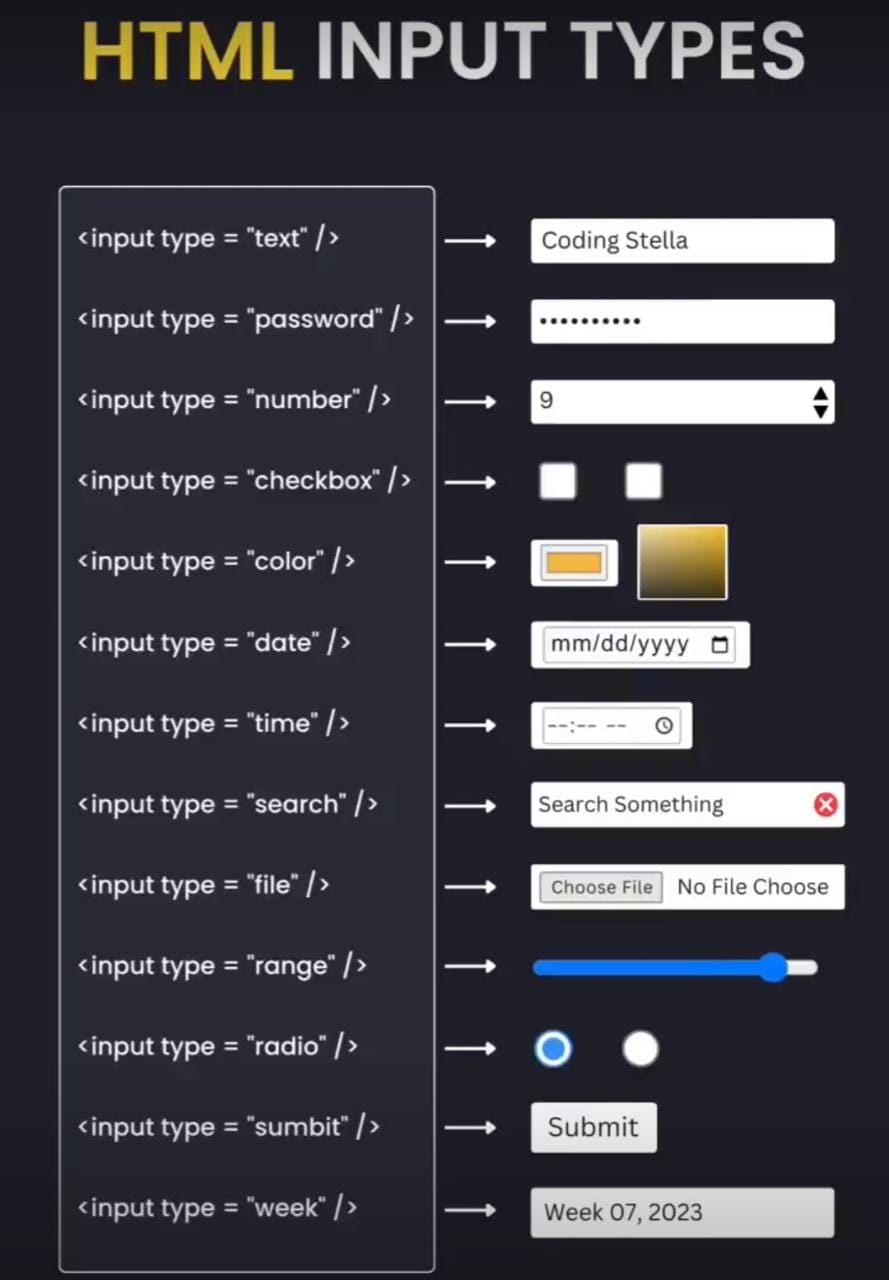 HTML INPUT TYPES
<input type = "text" /> Coding Stella
<input type = "password" /> ••••••••••
<input type = "number" /> 9
<input type = "checkbox" />
<input type = "color" />
<input type = "date" /> mm/dd/yyyy
<input type = "time" /> --:-- --
<input type = "search" /> Search Something
<input type = "file" /> Choose File No File Choose
<input type = "range" />
<input type = "radio" />
<input type = "sumbit" /> Submit
<input type = "week" /> Week 07, 2023